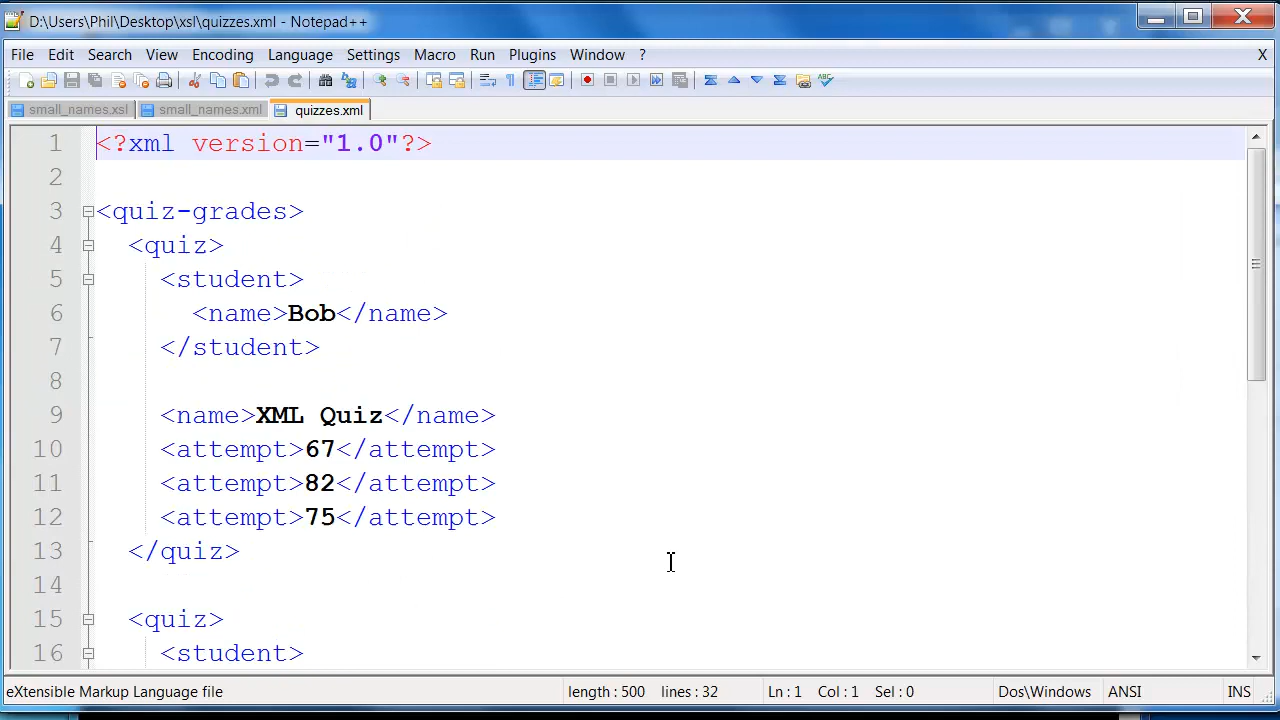 D:\Users\Phil\Desktop\xsl\quizzes.xml - Notepad++
File Edit Search View Encoding Language Settings Macro Run Plugins Window ? X
small_names.xsl small_names.xml quizzes.xml
1 <?xml version="1.0"?>
2
3 <quiz-grades>
4 <quiz>
5 <student>
6 <name>Bob</name>
7 </student>
8
9 <name>XML Quiz</name>
10 <attempt>67</attempt>
11 <attempt>82</attempt>
12 <attempt>75</attempt>
13 </quiz>
14
15 <quiz>
16 <student>
eXtensible Markup Language file length : 500 lines : 32 Ln : 1 Col : 1 Sel : 0 Dos\Windows ANSI INS